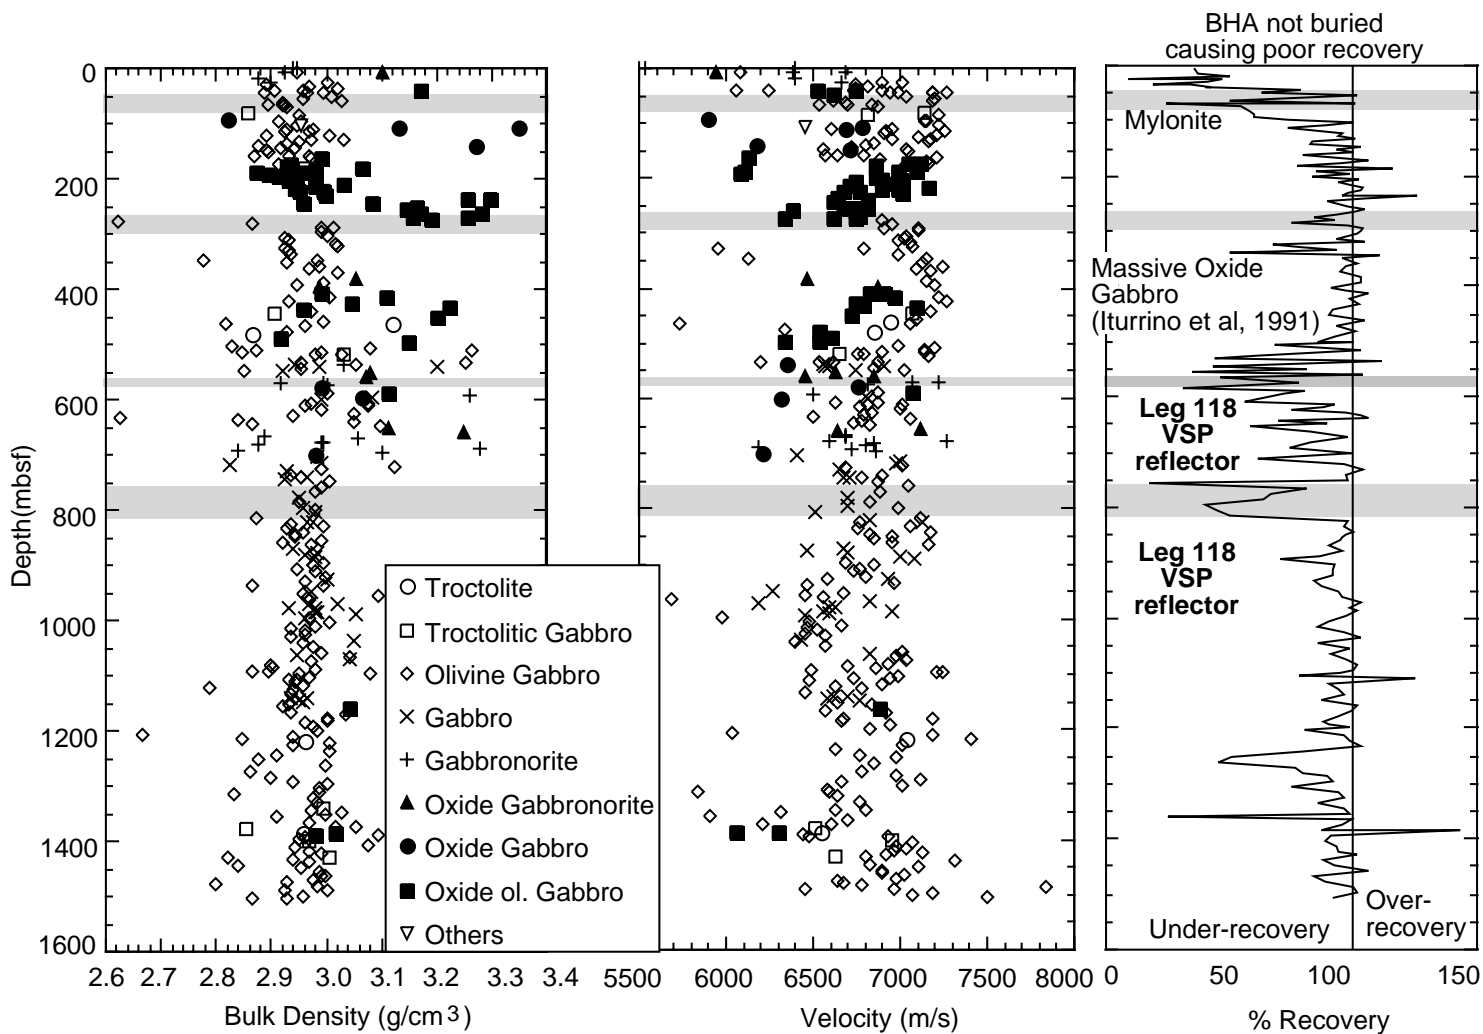 BHA not buried
causing poor recovery
0
200
400
600
800
1000
1200
1400
1600
Depth(mbsf)
2.6 2.7 2.8 2.9 3.0 3.1 3.2 3.3 3.4
Bulk Density (g/cm3)
Troctolite
Troctolitic Gabbro
Olivine Gabbro
Gabbro
Gabbronorite
Oxide Gabbronorite
Oxide Gabbro
Oxide ol. Gabbro
Others
5500 6000 6500 7000 7500 8000
Velocity (m/s)
Mylonite
Massive Oxide
Gabbro
(Iturrino et al, 1991)
Leg 118
VSP
reflector
Leg 118
VSP
reflector
Under-recovery
Over-
recovery
0 50 100 150
% Recovery